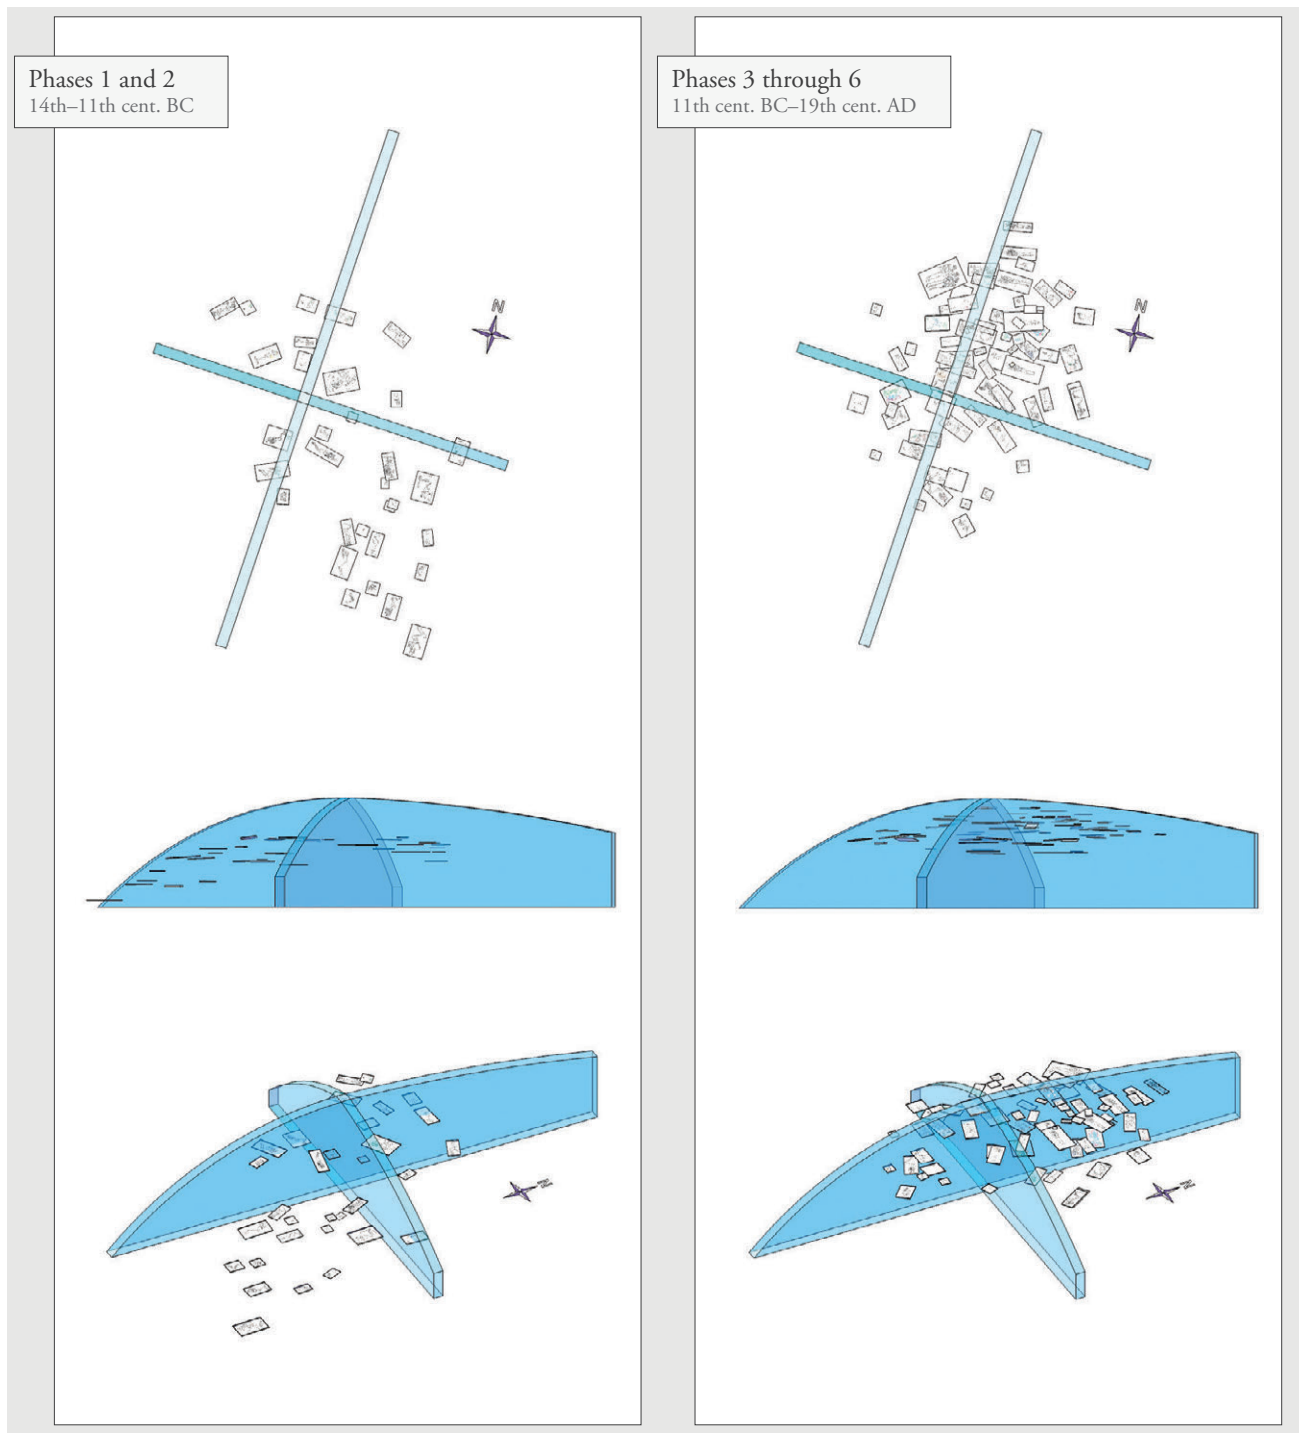 Phases 1 and 2
14th–11th cent. BC
Phases 3 through 6
11th cent. BC–19th cent. AD
N
N